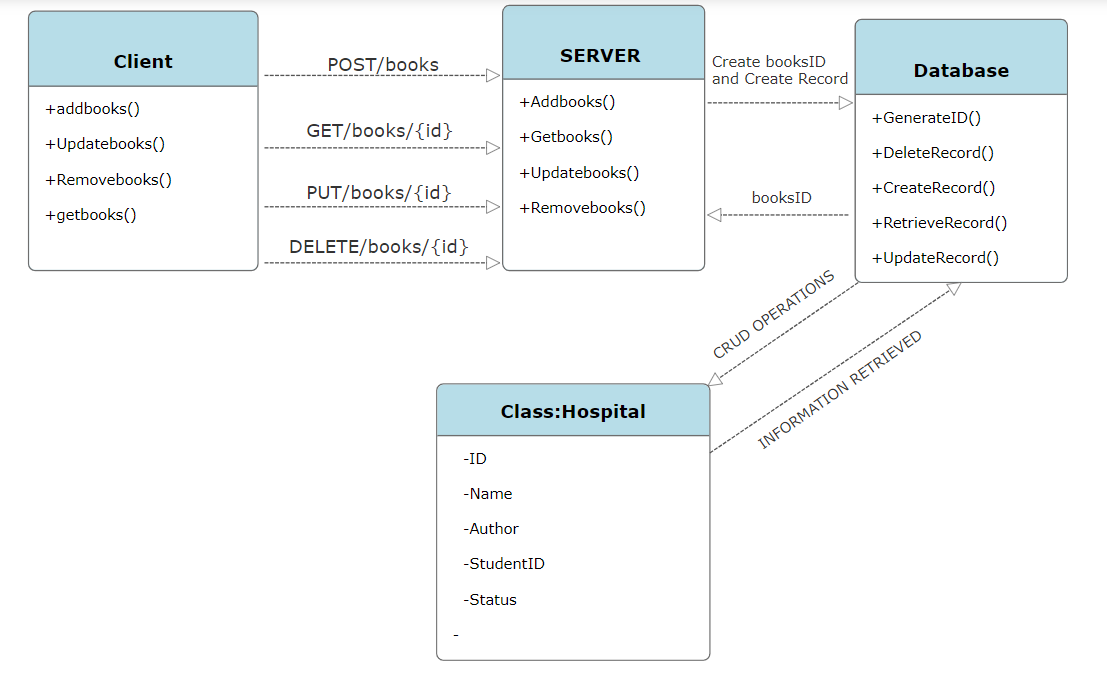 Client
+addbooks()
+Updatebooks()
+Removebooks()
+getbooks()
POST/books
GET/books/{id}
PUT/books/{id}
DELETE/books/{id}
SERVER
+Addbooks()
+Getbooks()
+Updatebooks()
+Removebooks()
Create booksID
and Create Record
booksID
Database
+GenerateID()
+DeleteRecord()
+CreateRecord()
+RetrieveRecord()
+UpdateRecord()
CRUD OPERATIONS
INFORMATION RETRIEVED
Class:Hospital
-ID
-Name
-Author
-StudentID
-Status
-